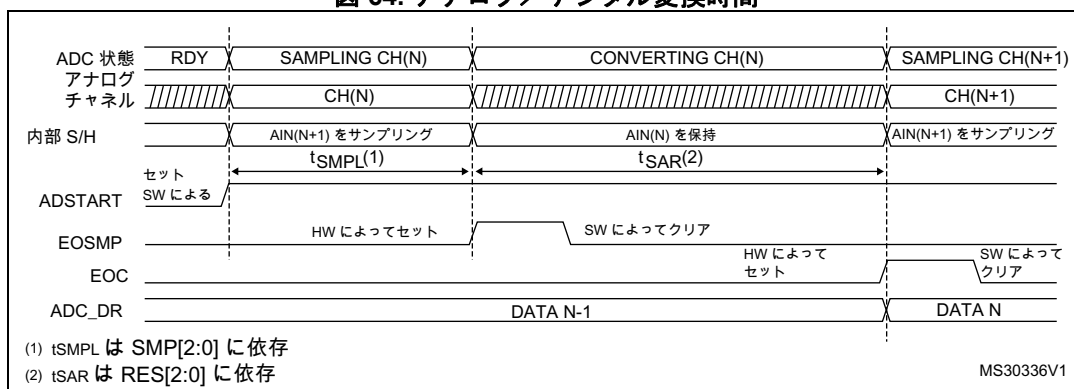 図 34. アナログ／デジタル変換時間
ADC 状態 RDY SAMPLING CH(N) CONVERTING CH(N) SAMPLING CH(N+1)
アナログ
チャネル CH(N) CH(N+1)
内部 S/H AIN(N+1) をサンプリング AIN(N) を保持 AIN(N+1) をサンプリング
tSMPL(1) tSAR(2)
セット
SW による
ADSTART
EOSMP HW によってセット SW によってクリア
HW によって SW によって
セット クリア
EOC
ADC_DR DATA N-1 DATA N
(1) tSMPL は SMP[2:0] に依存
(2) tSAR は RES[2:0] に依存
MS30336V1